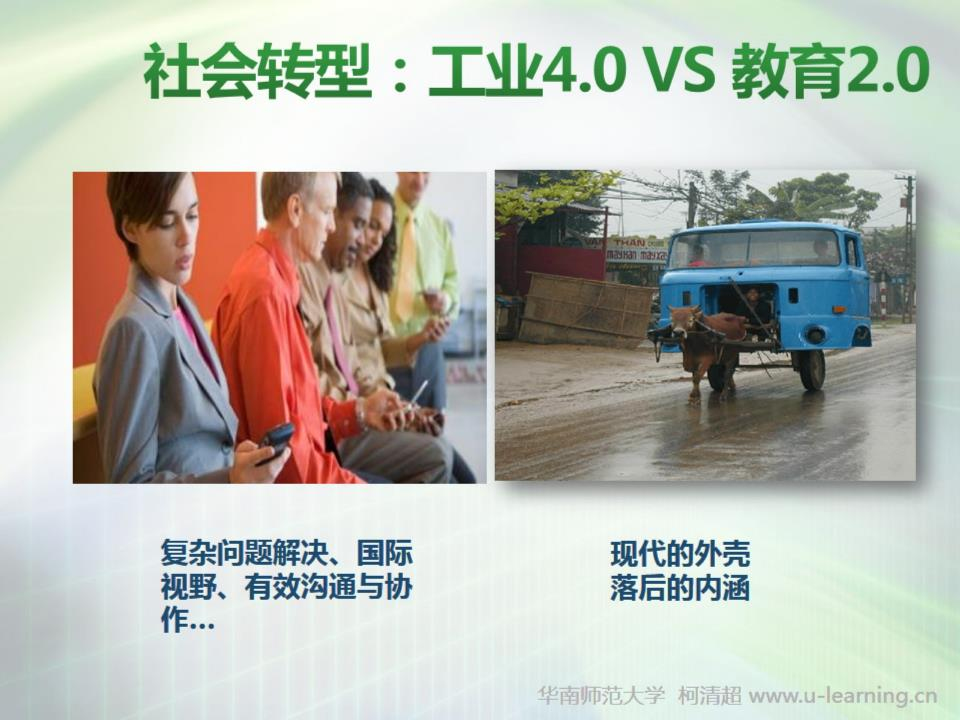 社会转型：工业4.0 VS 教育2.0
VAN THAN
复杂问题解决、国际
视野、有效沟通与协
作...
现代的外壳
落后的内涵
华南师范大学 柯清超 www.u-learning.cn